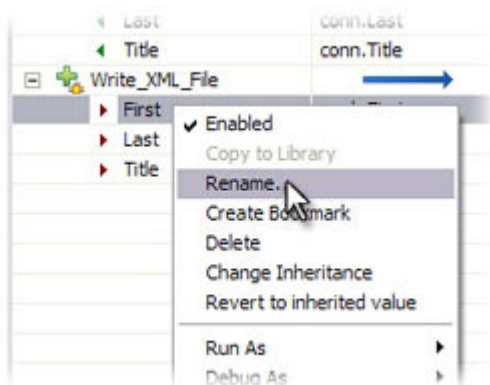 Last conn.Last
Title conn.Title
Write_XML_File
First
Last
Title
Enabled
Copy to Library
Rename...
Create Bookmark
Delete
Change Inheritance
Revert to inherited value
Run As
Debug As